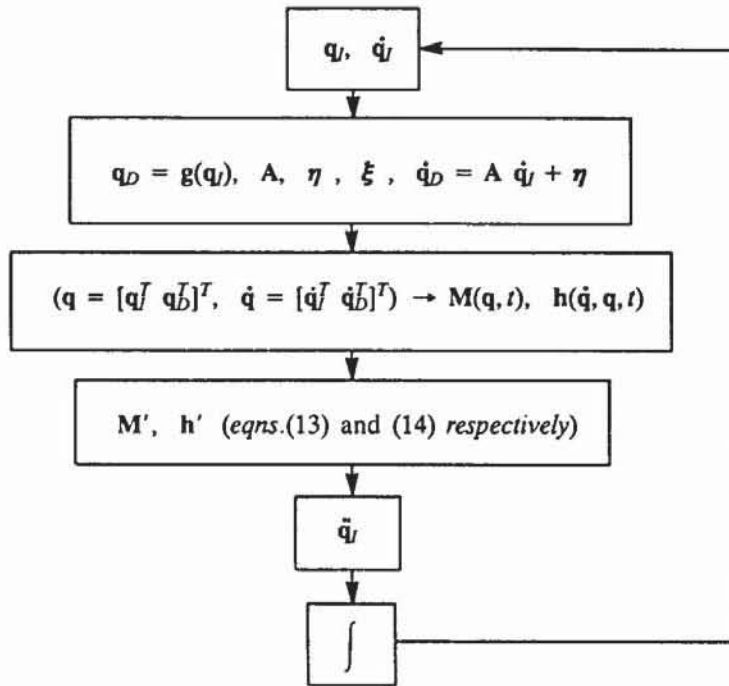 q_I, q̇_I
q_D = g(q_I), A, η , ξ , q̇_D = A q̇_I + η
(q = [q_I^T q_D^T]^T, q̇ = [q̇_I^T q̇_D^T]^T) → M(q, t), h(q̇, q, t)
M′, h′ (eqns.(13) and (14) respectively)
q̈_I
∫